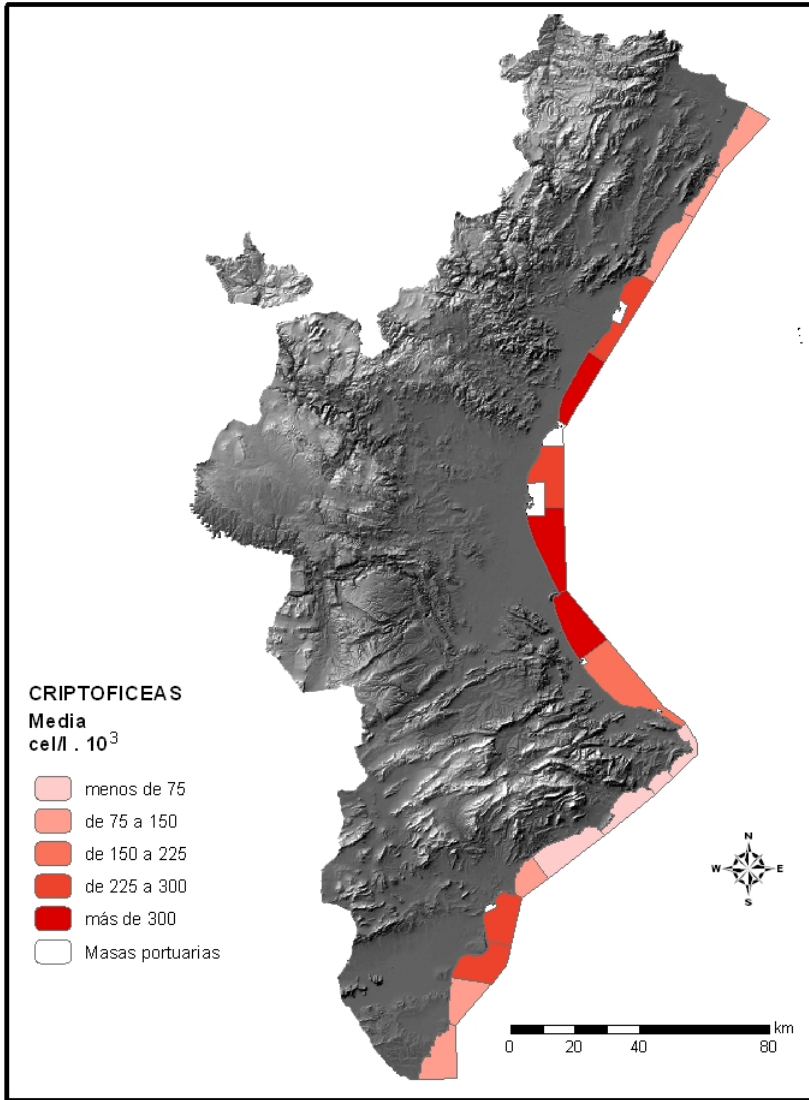 CRIPTOFICEAS
Media
cel/l . 10³
menos de 75
de 75 a 150
de 150 a 225
de 225 a 300
más de 300
Masas portuarias
N
W E
S
km
0 20 40 80